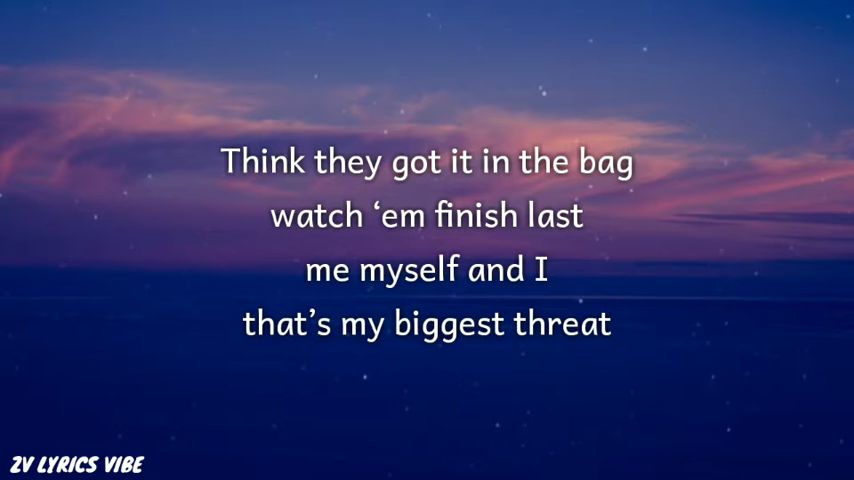 Think they got it in the bag
watch ‘em finish last
me myself and I
that’s my biggest threat
ZV LYRICS VIBE